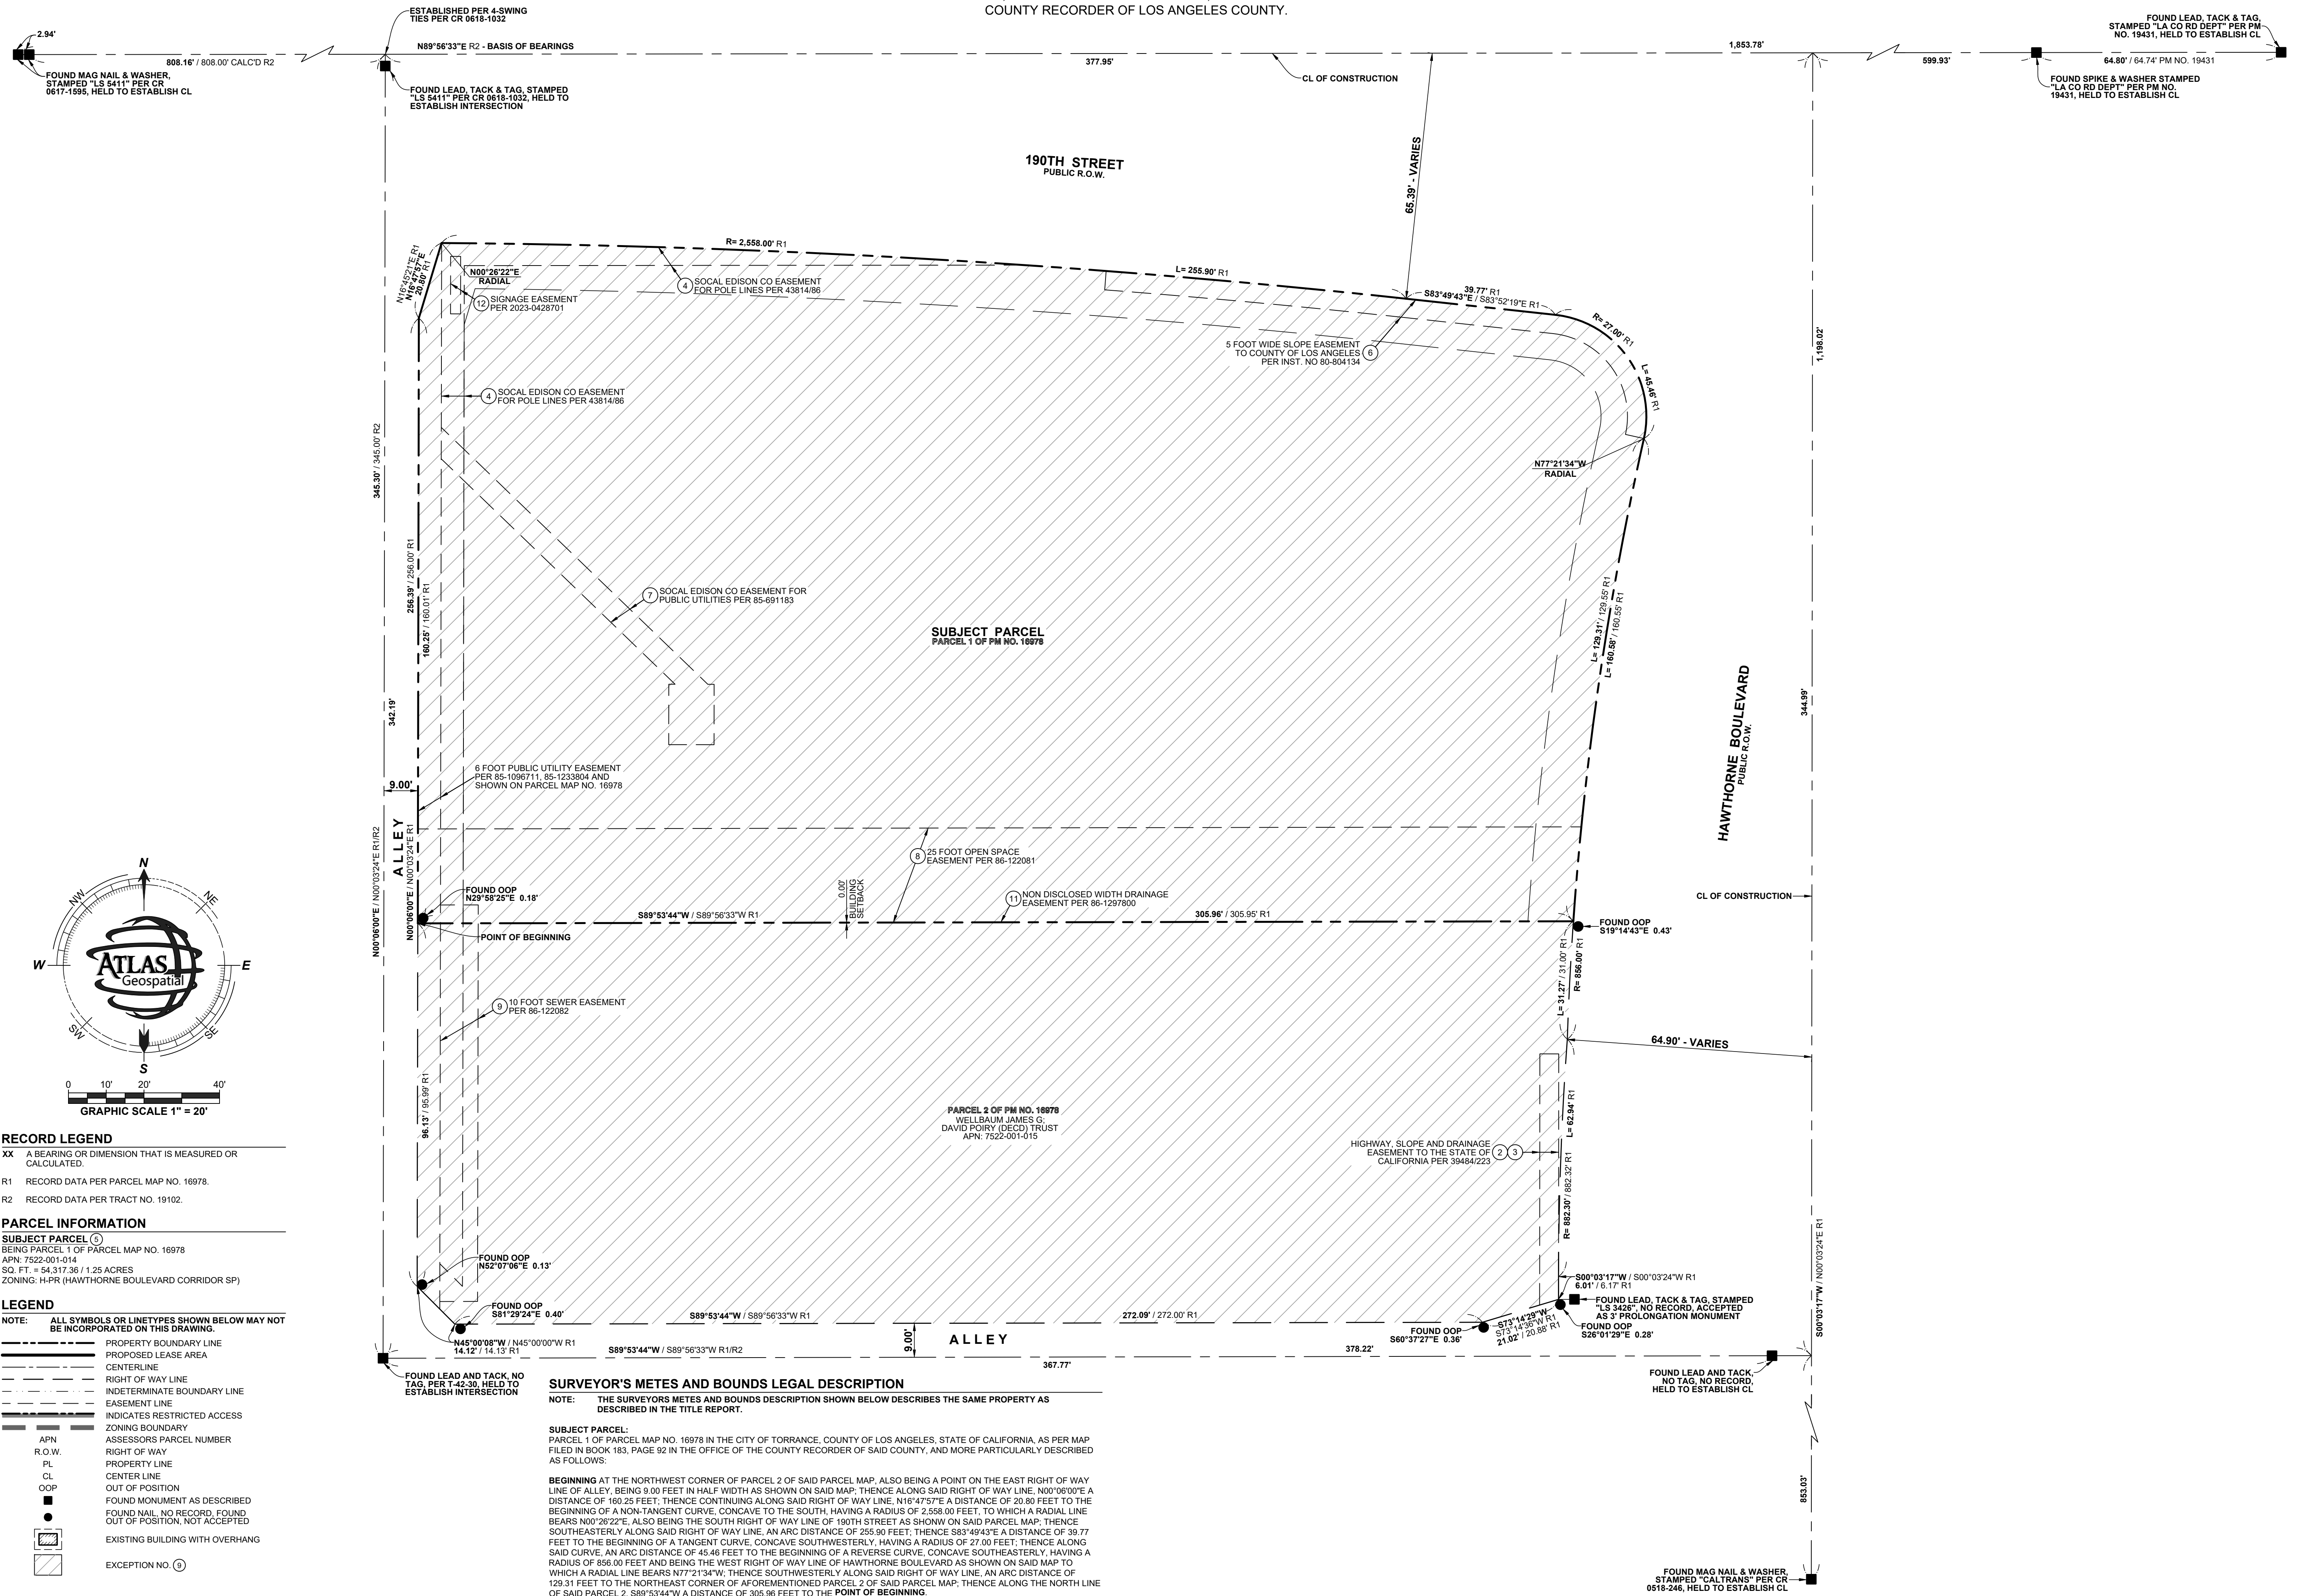 COUNTY RECORDER OF LOS ANGELES COUNTY.
ESTABLISHED PER 4-SWING
TIES PER CR 0618-1032
2.94'
N89°56'33"E R2 - BASIS OF BEARINGS
808.16' / 808.00' CALC'D R2
377.95'
1,853.78'
599.93'
64.80' / 64.74' PM NO. 19431
FOUND LEAD, TACK & TAG,
STAMPED "LA CO RD DEPT" PER PM
NO. 19431, HELD TO ESTABLISH CL
FOUND MAG NAIL & WASHER,
STAMPED "LS 5411" PER CR
0617-1595, HELD TO ESTABLISH CL
FOUND LEAD, TACK & TAG, STAMPED
"LS 5411" PER CR 0618-1032, HELD TO
ESTABLISH INTERSECTION
CL OF CONSTRUCTION
FOUND SPIKE & WASHER STAMPED
"LA CO RD DEPT" PER PM NO.
19431, HELD TO ESTABLISH CL
190TH STREET
PUBLIC R.O.W.
65.39' - VARIES
N16°45'21"E R1
N16°47'57"E
20.80' R1
N00°26'22"E
RADIAL
R= 2,558.00' R1
L= 255.90' R1
39.77' R1
S83°49'43"E / S83°52'19"E R1
R= 27.00' R1
L= 45.46' R1
4
SOCAL EDISON CO EASEMENT
FOR POLE LINES PER 43814/86
12
SIGNAGE EASEMENT
PER 2023-0428701
5 FOOT WIDE SLOPE EASEMENT
TO COUNTY OF LOS ANGELES
PER INST. NO 80-804134
6
1,198.02'
4
SOCAL EDISON CO EASEMENT
FOR POLE LINES PER 43814/86
345.30' / 345.00' R2
N77°21'34"W
RADIAL
256.39' / 256.00' R1
160.25' / 160.01' R1
7
SOCAL EDISON CO EASEMENT FOR
PUBLIC UTILITIES PER 85-691183
SUBJECT PARCEL
PARCEL 1 OF PM NO. 16978
L= 129.31' / 129.55' R1
L= 160.58' / 160.55' R1
342.19'
344.99'
HAWTHORNE BOULEVARD
PUBLIC R.O.W.
6 FOOT PUBLIC UTILITY EASEMENT
PER 85-1096711, 85-1233804 AND
SHOWN ON PARCEL MAP NO. 16978
9.00'
ALLEY
N00°06'00"E / N00°03'24"E R1/R2
N00°06'00"E / N00°03'24"E R1
8
25 FOOT OPEN SPACE
EASEMENT PER 86-122081
FOUND OOP
N29°58'25"E 0.18'
0.00'
BUILDING
SETBACK
11
NON DISCLOSED WIDTH DRAINAGE
EASEMENT PER 86-1297800
CL OF CONSTRUCTION
S89°53'44"W / S89°56'33"W R1
305.96' / 305.95' R1
POINT OF BEGINNING
FOUND OOP
S19°14'43"E 0.43'
L= 31.27' / 31.00' R1
R= 856.00' R1
9
10 FOOT SEWER EASEMENT
PER 86-122082
64.90' - VARIES
N
NE
E
SE
S
SW
W
NW
ATLAS
Geospatial
0 10' 20' 40'
GRAPHIC SCALE 1" = 20'
96.13' / 95.99' R1
PARCEL 2 OF PM NO. 16978
WELLBAUM JAMES G;
DAVID POIRY (DECD) TRUST
APN: 7522-001-015
L= 62.94' R1
R= 882.30' / 882.32' R1
HIGHWAY, SLOPE AND DRAINAGE
EASEMENT TO THE STATE OF
CALIFORNIA PER 39484/223
2 3
RECORD LEGEND
XX A BEARING OR DIMENSION THAT IS MEASURED OR
CALCULATED.
R1 RECORD DATA PER PARCEL MAP NO. 16978.
R2 RECORD DATA PER TRACT NO. 19102.
PARCEL INFORMATION
SUBJECT PARCEL 5
BEING PARCEL 1 OF PARCEL MAP NO. 16978
APN: 7522-001-014
SQ. FT. = 54,317.36 / 1.25 ACRES
ZONING: H-PR (HAWTHORNE BOULEVARD CORRIDOR SP)
FOUND OOP
N52°07'06"E 0.13'
FOUND OOP
S81°29'24"E 0.40'
S89°53'44"W / S89°56'33"W R1
272.09' / 272.00' R1
S00°03'17"W / S00°03'24"W R1
6.01' / 6.17' R1
FOUND LEAD, TACK & TAG, STAMPED
"LS 3426", NO RECORD, ACCEPTED
AS 3' PROLONGATION MONUMENT
S73°14'29"W
S73°14'36"W R1
21.02' / 20.88' R1
FOUND OOP
S26°01'29"E 0.28'
FOUND OOP
S60°37'27"E 0.36'
S00°03'17"W / N00°03'24"E R1
N45°00'08"W / N45°00'00"W R1
14.12' / 14.13' R1
S89°53'44"W / S89°56'33"W R1/R2
9.00'
ALLEY
378.22'
367.77'
FOUND LEAD AND TACK, NO
TAG, PER T-42-30, HELD TO
ESTABLISH INTERSECTION
FOUND LEAD AND TACK,
NO TAG, NO RECORD,
HELD TO ESTABLISH CL
853.03'
FOUND MAG NAIL & WASHER,
STAMPED "CALTRANS" PER CR
0518-246, HELD TO ESTABLISH CL
LEGEND
NOTE: ALL SYMBOLS OR LINETYPES SHOWN BELOW MAY NOT
BE INCORPORATED ON THIS DRAWING.
PROPERTY BOUNDARY LINE
PROPOSED LEASE AREA
CENTERLINE
RIGHT OF WAY LINE
INDETERMINATE BOUNDARY LINE
EASEMENT LINE
INDICATES RESTRICTED ACCESS
ZONING BOUNDARY
APN ASSESSORS PARCEL NUMBER
R.O.W. RIGHT OF WAY
PL PROPERTY LINE
CL CENTER LINE
OOP OUT OF POSITION
FOUND MONUMENT AS DESCRIBED
FOUND NAIL, NO RECORD, FOUND
OUT OF POSITION, NOT ACCEPTED
EXISTING BUILDING WITH OVERHANG
EXCEPTION NO. 9
SURVEYOR'S METES AND BOUNDS LEGAL DESCRIPTION
NOTE: THE SURVEYORS METES AND BOUNDS DESCRIPTION SHOWN BELOW DESCRIBES THE SAME PROPERTY AS
DESCRIBED IN THE TITLE REPORT.
SUBJECT PARCEL:
PARCEL 1 OF PARCEL MAP NO. 16978 IN THE CITY OF TORRANCE, COUNTY OF LOS ANGELES, STATE OF CALIFORNIA, AS PER MAP
FILED IN BOOK 183, PAGE 92 IN THE OFFICE OF THE COUNTY RECORDER OF SAID COUNTY, AND MORE PARTICULARLY DESCRIBED
AS FOLLOWS:
BEGINNING AT THE NORTHWEST CORNER OF PARCEL 2 OF SAID PARCEL MAP, ALSO BEING A POINT ON THE EAST RIGHT OF WAY
LINE OF ALLEY, BEING 9.00 FEET IN HALF WIDTH AS SHOWN ON SAID MAP; THENCE ALONG SAID RIGHT OF WAY LINE, N00°06'00"E A
DISTANCE OF 160.25 FEET; THENCE CONTINUING ALONG SAID RIGHT OF WAY LINE, N16°47'57"E A DISTANCE OF 20.80 FEET TO THE
BEGINNING OF A NON-TANGENT CURVE, CONCAVE TO THE SOUTH, HAVING A RADIUS OF 2,558.00 FEET, TO WHICH A RADIAL LINE
BEARS N00°26'22"E, ALSO BEING THE SOUTH RIGHT OF WAY LINE OF 190TH STREET AS SHONW ON SAID PARCEL MAP; THENCE
SOUTHEASTERLY ALONG SAID RIGHT OF WAY LINE, AN ARC DISTANCE OF 255.90 FEET; THENCE S83°49'43"E A DISTANCE OF 39.77
FEET TO THE BEGINNING OF A TANGENT CURVE, CONCAVE SOUTHWESTERLY, HAVING A RADIUS OF 27.00 FEET; THENCE ALONG
SAID CURVE, AN ARC DISTANCE OF 45.46 FEET TO THE BEGINNING OF A REVERSE CURVE, CONCAVE SOUTHEASTERLY, HAVING A
RADIUS OF 856.00 FEET AND BEING THE WEST RIGHT OF WAY LINE OF HAWTHORNE BOULEVARD AS SHOWN ON SAID MAP TO
WHICH A RADIAL LINE BEARS N77°21'34"W; THENCE SOUTHWESTERLY ALONG SAID RIGHT OF WAY LINE, AN ARC DISTANCE OF
129.31 FEET TO THE NORTHEAST CORNER OF AFOREMENTIONED PARCEL 2 OF SAID PARCEL MAP; THENCE ALONG THE NORTH LINE
OF SAID PARCEL 2, S89°53'44"W A DISTANCE OF 305.96 FEET TO THE POINT OF BEGINNING.